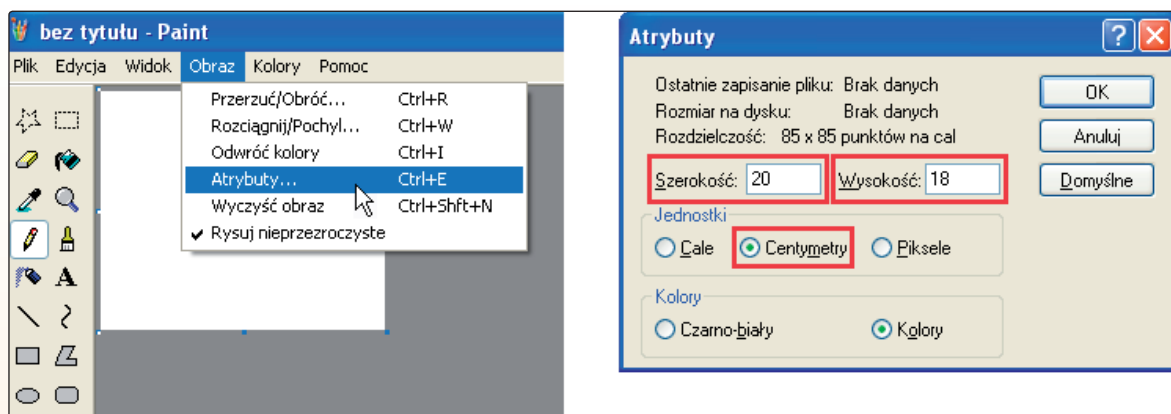 bez tytułu - Paint
Plik Edycja Widok Obraz Kolory Pomoc
Przerzuć/Obróć... Ctrl+R
Rozciągnij/Pochyl... Ctrl+W
Odwróć kolory Ctrl+I
Atrybuty... Ctrl+E
Wyczyść obraz Ctrl+Shft+N
Rysuj nieprzezroczyste
A
Atrybuty
Ostatnie zapisanie pliku: Brak danych
Rozmiar na dysku: Brak danych
Rozdzielczość: 85 x 85 punktów na cal
OK
Anuluj
Domyślne
Szerokość: 20 Wysokość: 18
Jednostki
Cale Centymetry Piksele
Kolory
Czarno-biały Kolory